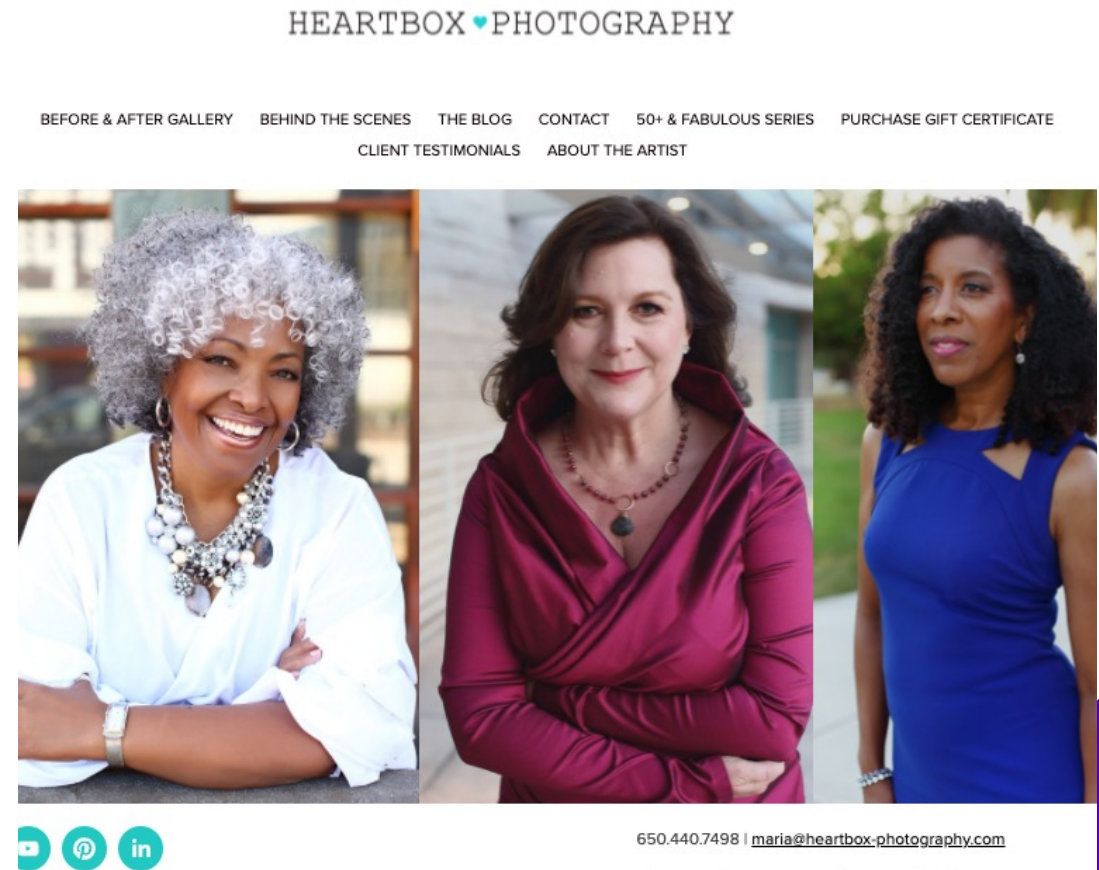 HEARTBOX PHOTOGRAPHY
BEFORE & AFTER GALLERY BEHIND THE SCENES THE BLOG CONTACT 50+ & FABULOUS SERIES PURCHASE GIFT CERTIFICATE
CLIENT TESTIMONIALS ABOUT THE ARTIST
in
650.440.7498 | maria@heartbox-photography.com